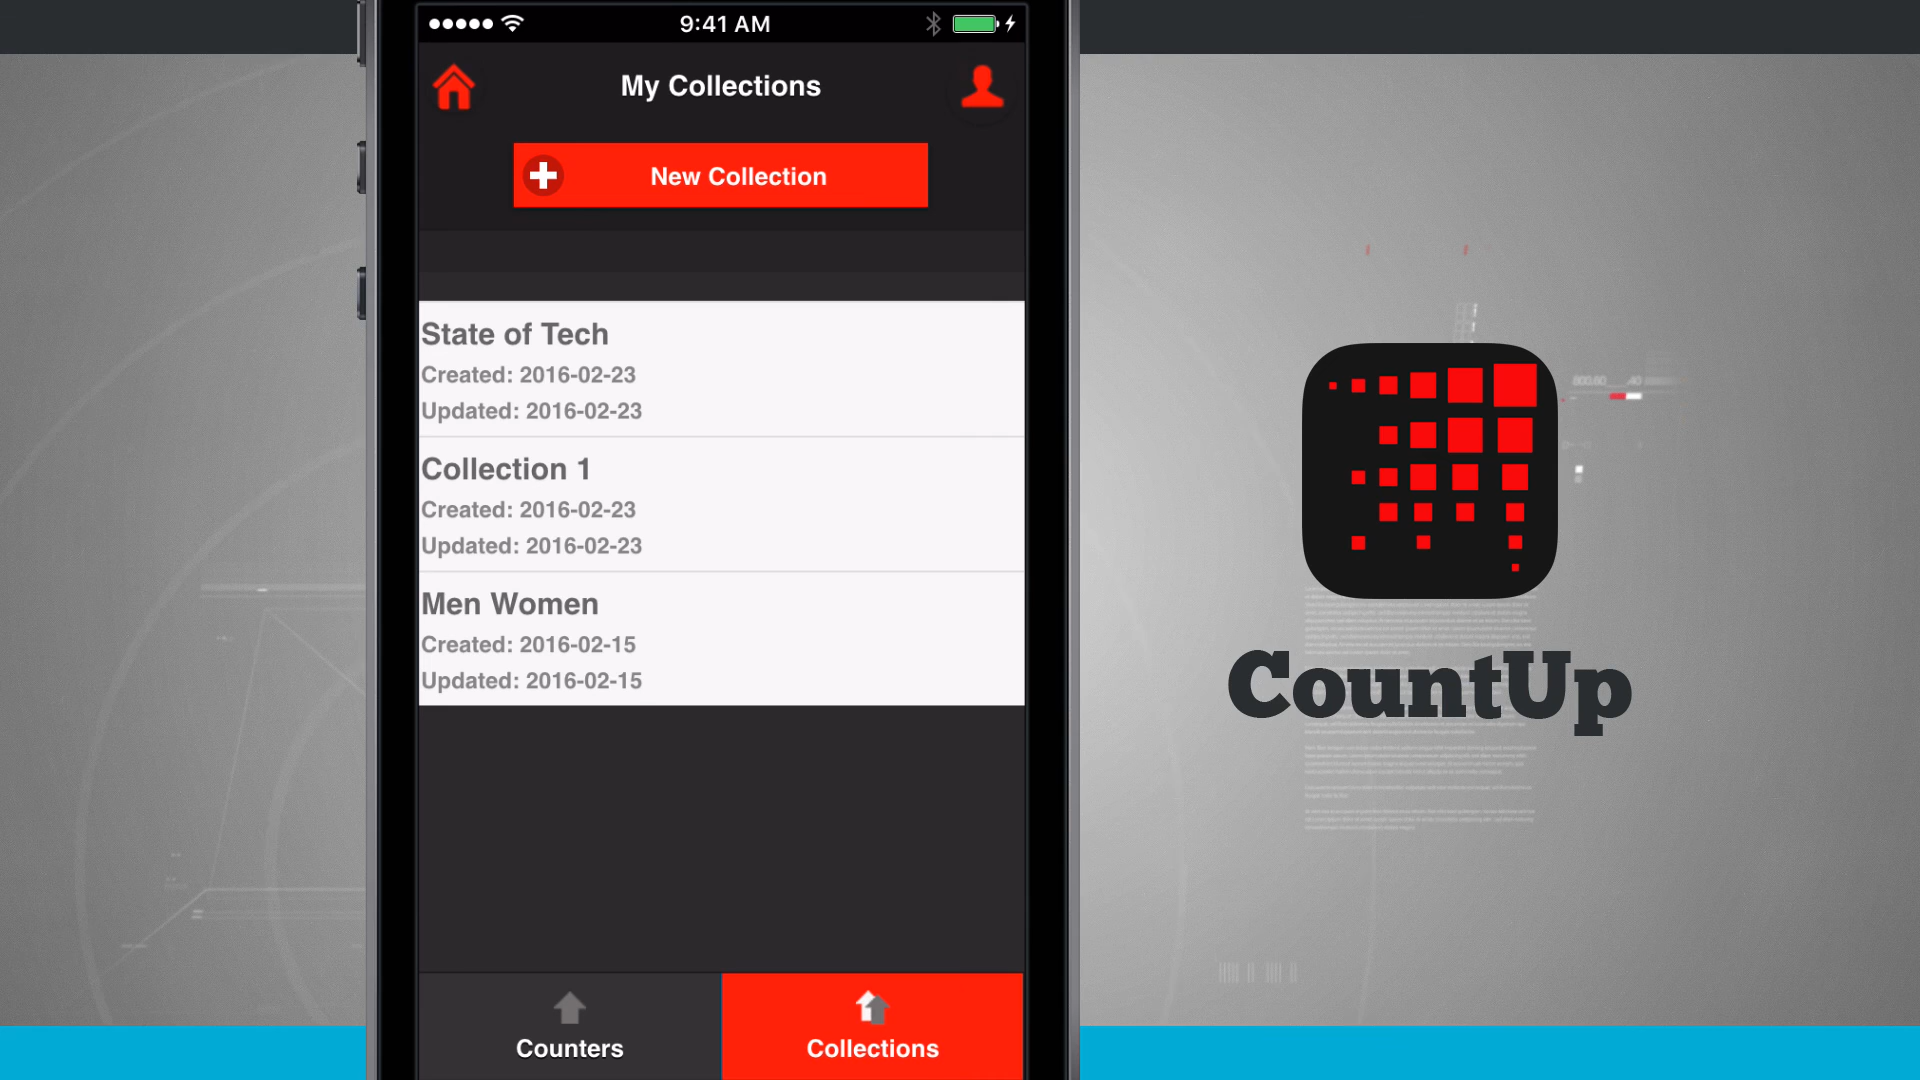 9:41 AM
My Collections
New Collection
State of Tech
Created: 2016-02-23
Updated: 2016-02-23
Collection 1
Created: 2016-02-23
Updated: 2016-02-23
Men Women
Created: 2016-02-15
Updated: 2016-02-15
Counters
Collections
CountUp